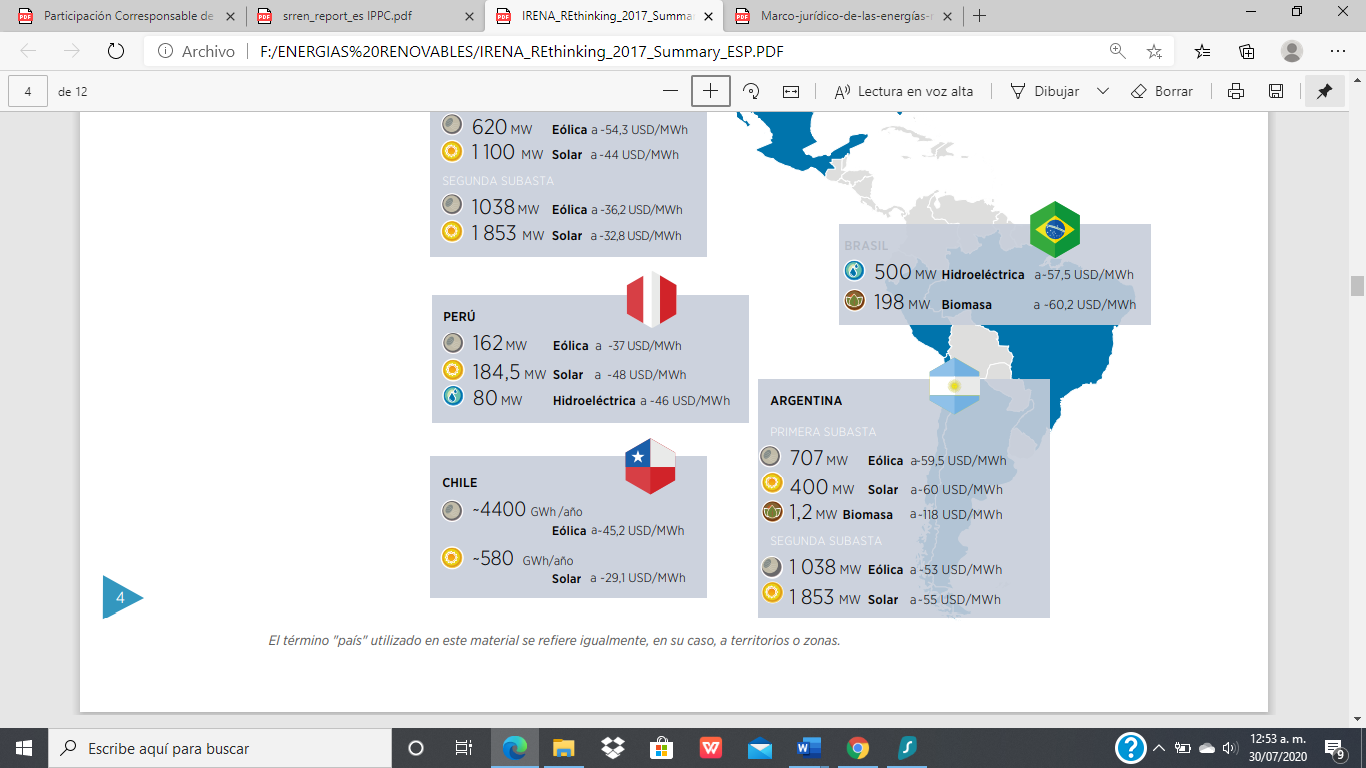 Participación Corresponsable de
srren_report_es IPPC.pdf
IRENA_REthinking_2017_Summa
Marco-jurídico-de-las-energías-r
Archivo F:/ENERGIAS%20RENOVABLES/IRENA_REthinking_2017_Summary_ESP.PDF
4 de 12
Lectura en voz alta
Dibujar
Borrar
620 MW Eólica a ~54,3 USD/MWh
1 100 MW Solar a ~44 USD/MWh
SEGUNDA SUBASTA
1038 MW Eólica a ~36,2 USD/MWh
1 853 MW Solar a ~32,8 USD/MWh
BRASIL
500 MW Hidroeléctrica a ~57,5 USD/MWh
198 MW Biomasa a ~60,2 USD/MWh
PERÚ
162 MW Eólica a ~37 USD/MWh
184,5 MW Solar a ~48 USD/MWh
80 MW Hidroeléctrica a ~46 USD/MWh
ARGENTINA
PRIMERA SUBASTA
707 MW Eólica a ~59,5 USD/MWh
400 MW Solar a ~60 USD/MWh
1,2 MW Biomasa a ~118 USD/MWh
SEGUNDA SUBASTA
1 038 MW Eólica a ~53 USD/MWh
1 853 MW Solar a ~55 USD/MWh
CHILE
~4400 GWh/año
Eólica a ~45,2 USD/MWh
~580 GWh/año
Solar a ~29,1 USD/MWh
4
El término "país" utilizado en este material se refiere igualmente, en su caso, a territorios o zonas.
Escribe aquí para buscar
12:53 a. m.
30/07/2020
9